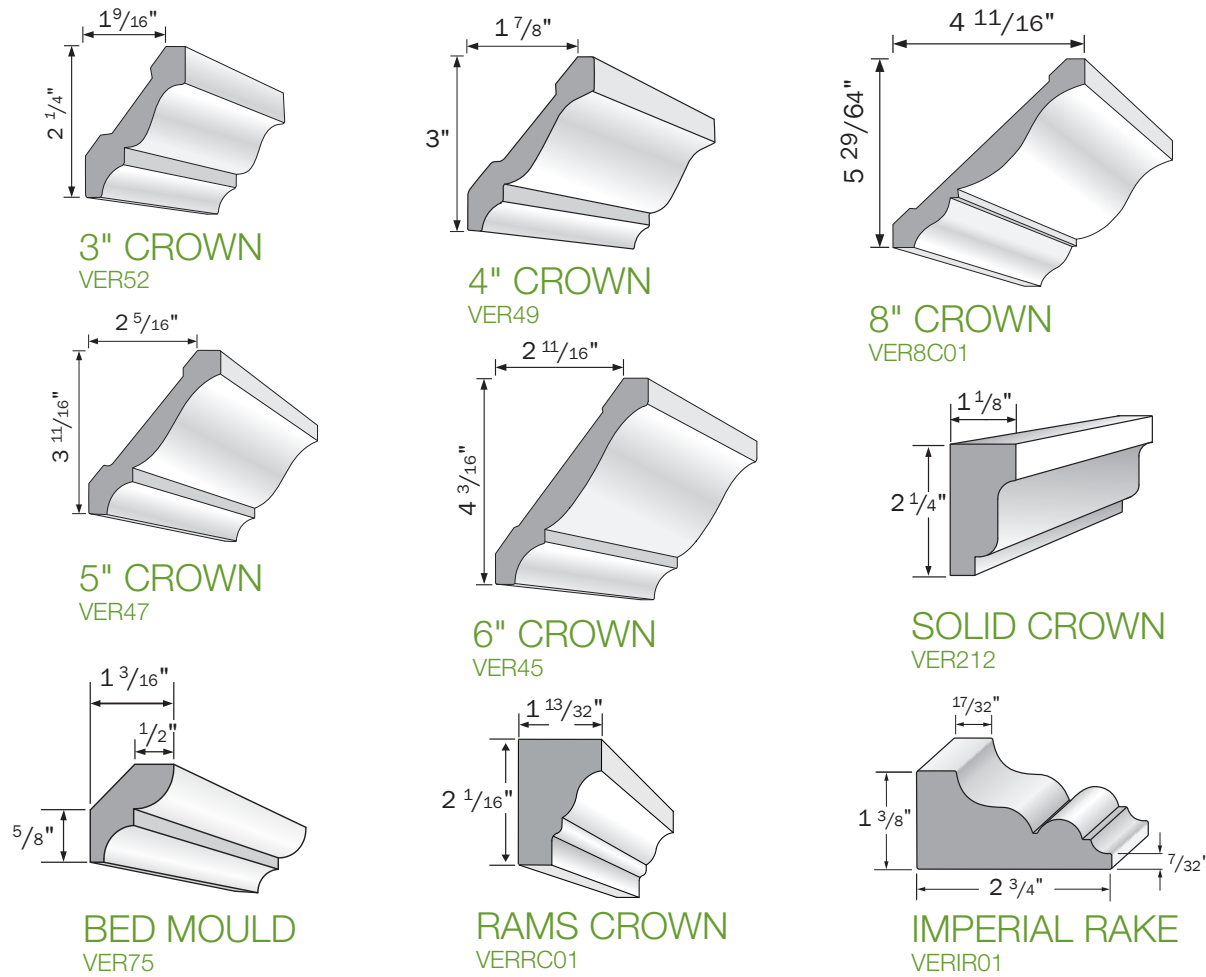 1 9/16"
2 1/4"
3" CROWN
VER52
1 7/8"
3"
4" CROWN
VER49
4 11/16"
5 29/64"
8" CROWN
VER8C01
2 5/16"
3 11/16"
5" CROWN
VER47
2 11/16"
4 3/16"
6" CROWN
VER45
1 1/8"
2 1/4"
SOLID CROWN
VER212
1 3/16"
1/2"
5/8"
BED MOULD
VER75
1 13/32"
2 1/16"
RAMS CROWN
VERRC01
17/32"
1 3/8"
2 3/4"
7/32'
IMPERIAL RAKE
VERIR01